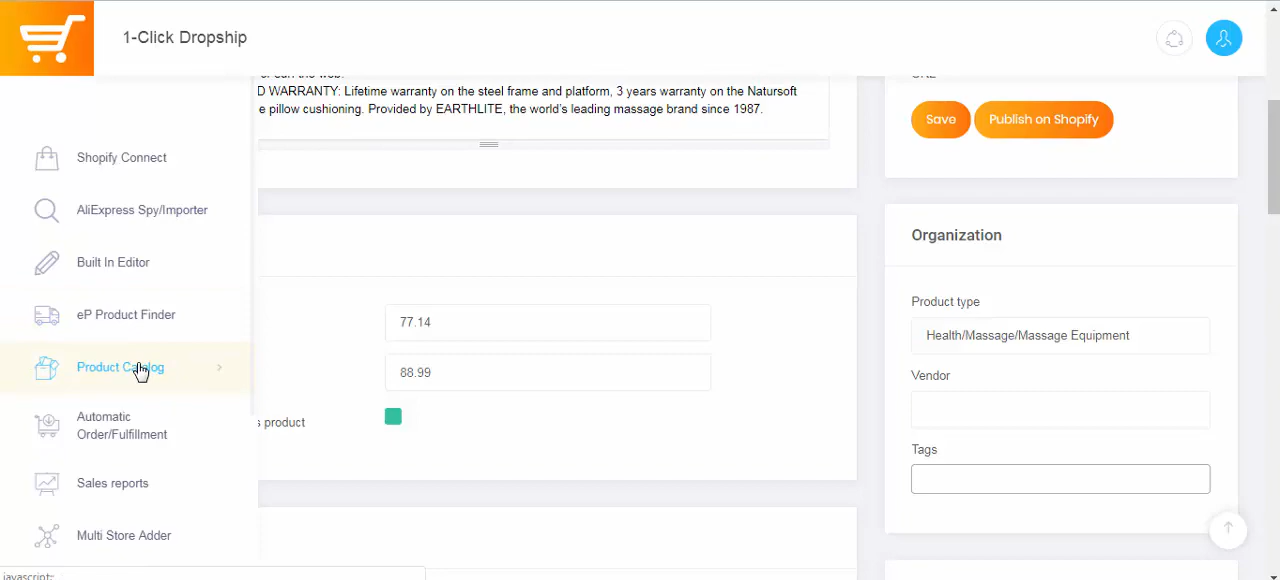 1-Click Dropship
D WARRANTY: Lifetime warranty on the steel frame and platform, 3 years warranty on the Natursoft
e pillow cushioning. Provided by EARTHLITE, the world's leading massage brand since 1987.
Shopify Connect
AliExpress Spy/Importer
Built In Editor
eP Product Finder
Product Catalog
Automatic
Order/Fulfillment
Sales reports
Multi Store Adder
77.14
88.99
s product
Save
Publish on Shopify
Organization
Product type
Health/Massage/Massage Equipment
Vendor
Tags
javascript: